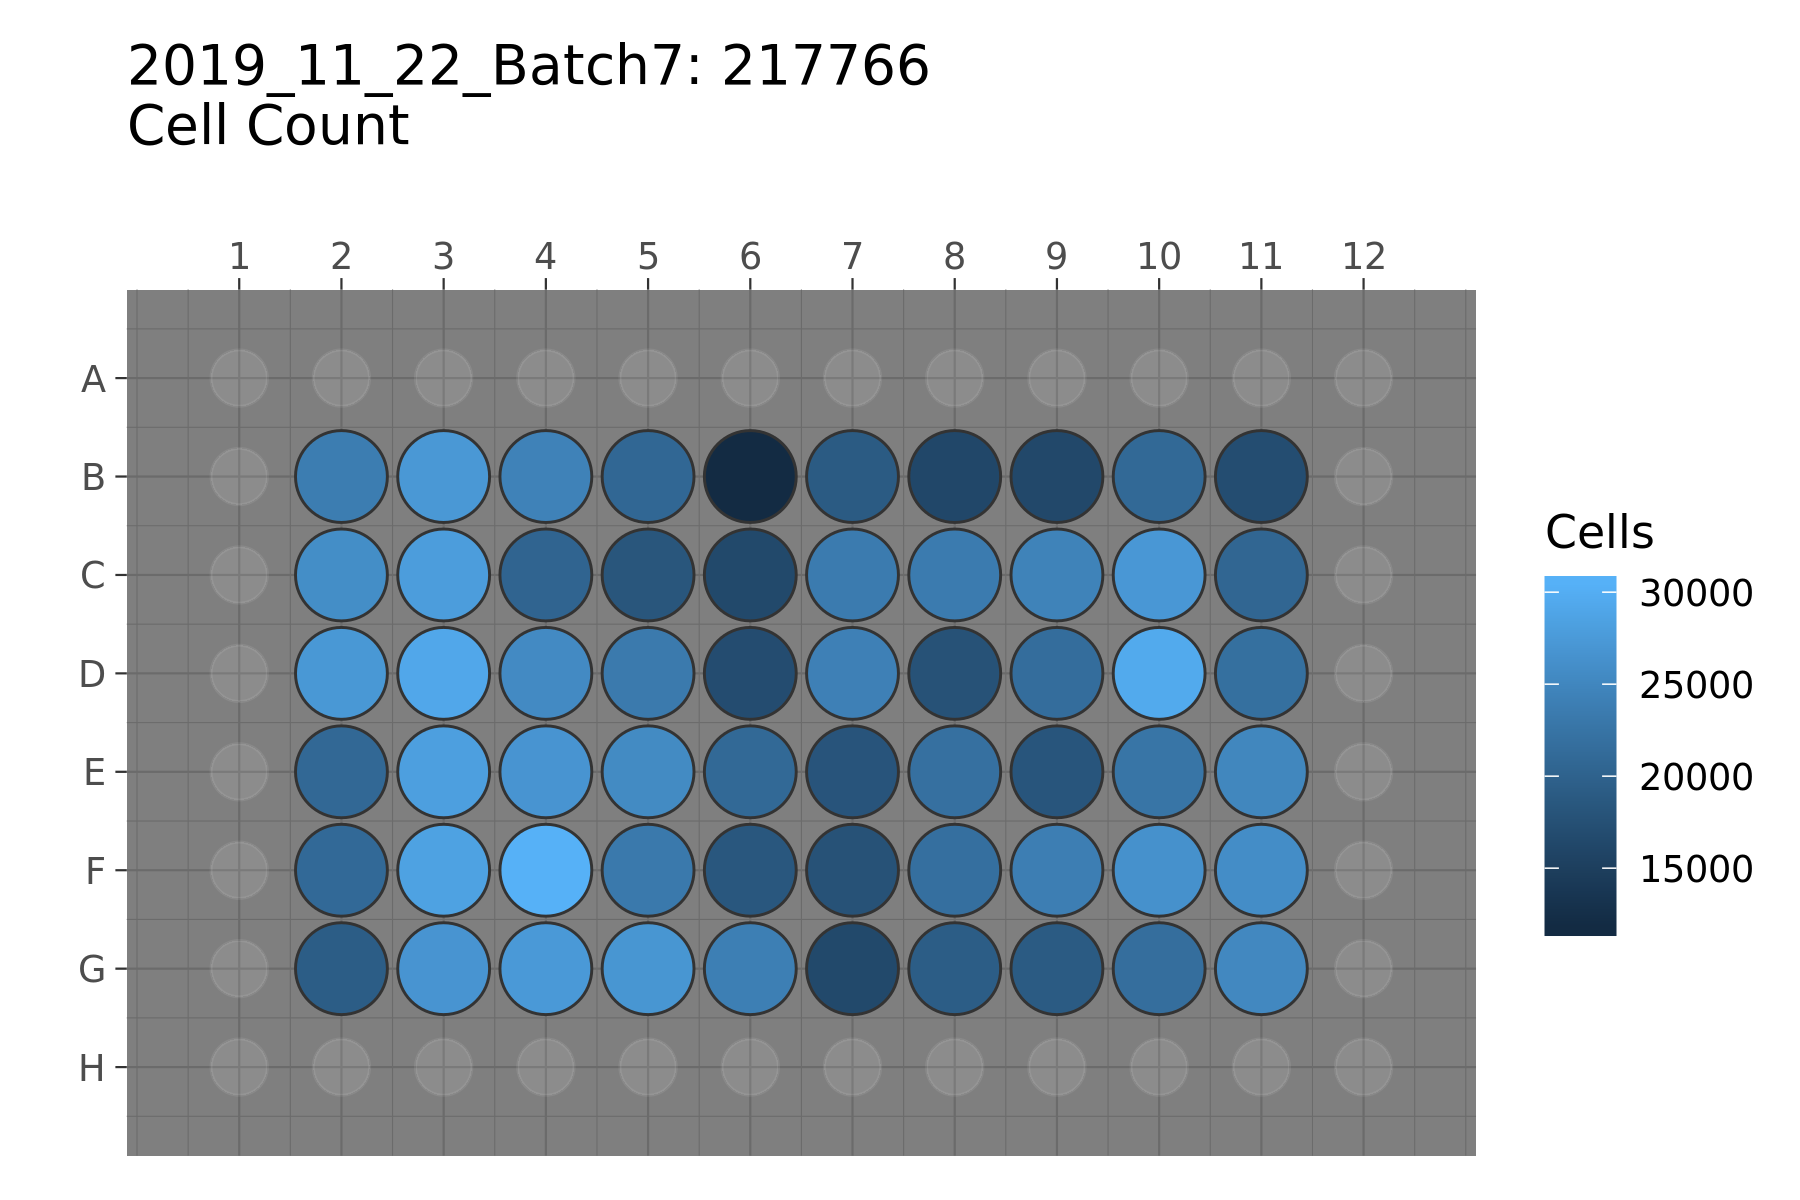 2019_11_22_Batch7: 217766
Cell Count
1 2 3 4 5 6 7 8 9 10 11 12
A
B
C
D
E
F
G
H
Cells
30000
25000
20000
15000